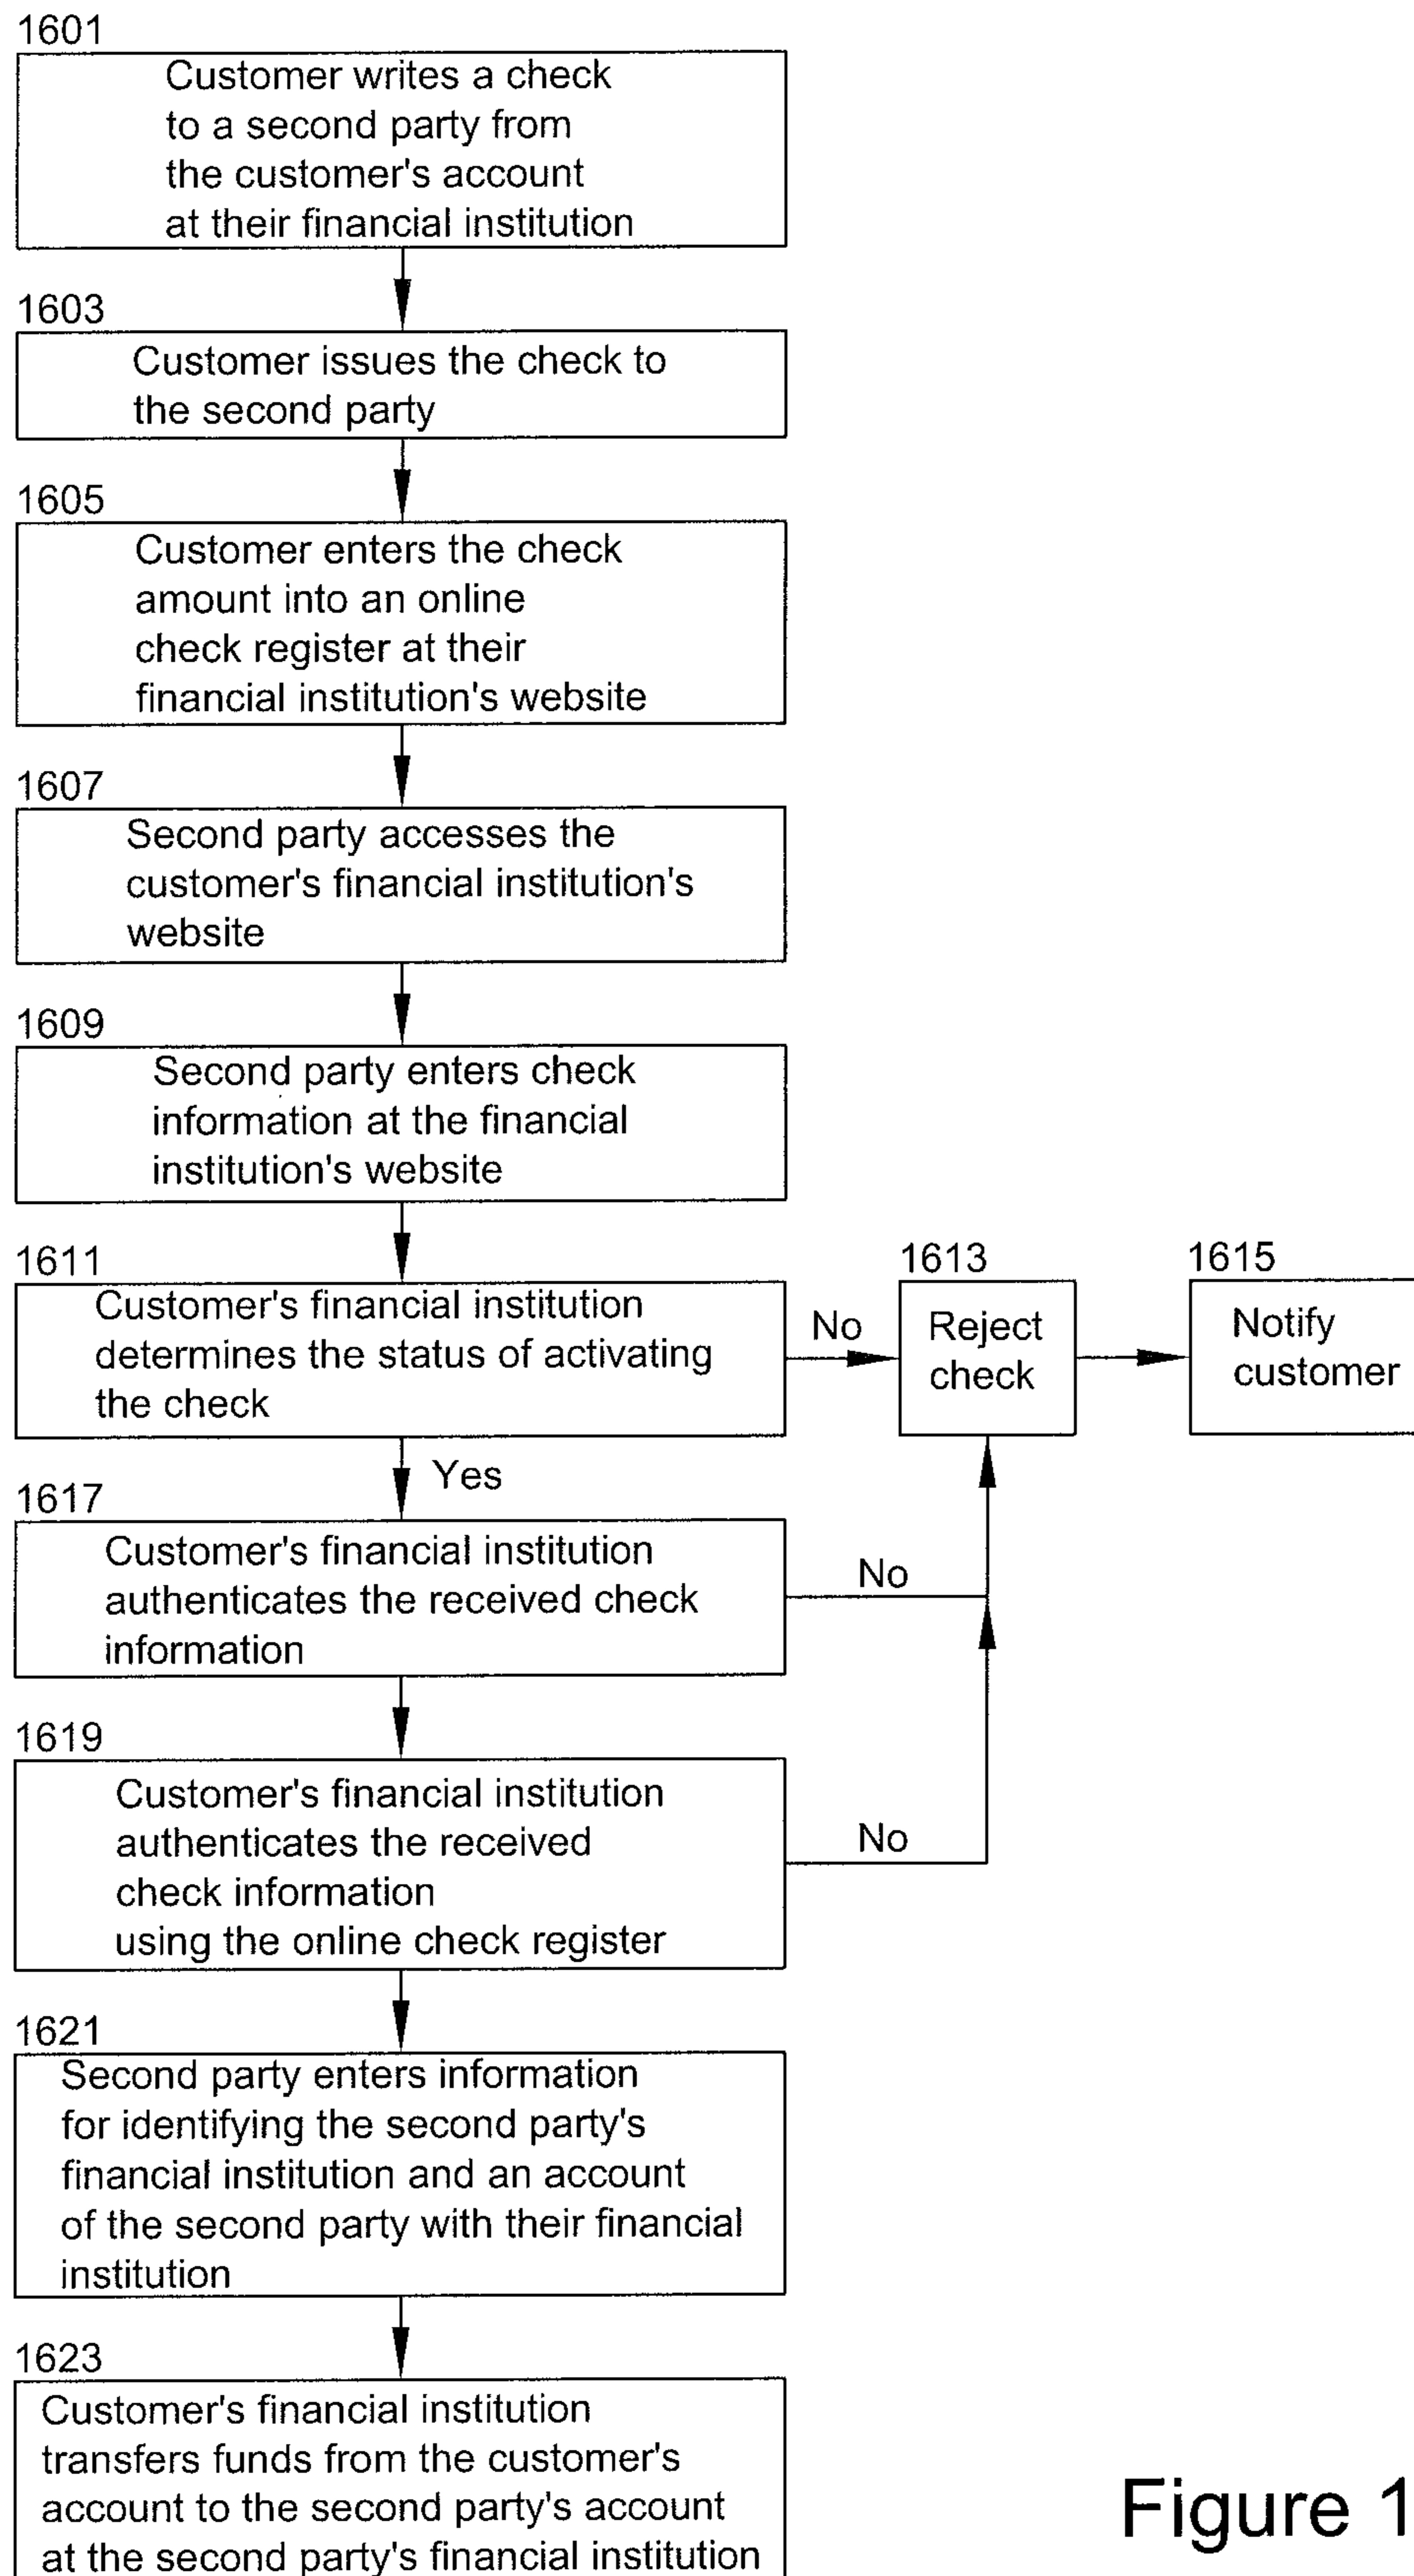 1601
Customer writes a check
to a second party from
the customer's account
at their financial institution
1603
Customer issues the check to
the second party
1605
Customer enters the check
amount into an online
check register at their
financial institution's website
1607
Second party accesses the
customer's financial institution's
website
1609
Second party enters check
information at the financial
institution's website
1611
Customer's financial institution
determines the status of activating
the check
No
1613
Reject
check
1615
Notify
customer
Yes
1617
Customer's financial institution
authenticates the received check
information
No
1619
Customer's financial institution
authenticates the received
check information
using the online check register
No
1621
Second party enters information
for identifying the second party's
financial institution and an account
of the second party with their financial
institution
1623
Customer's financial institution
transfers funds from the customer's
account to the second party's account
at the second party's financial institution
Figure 1